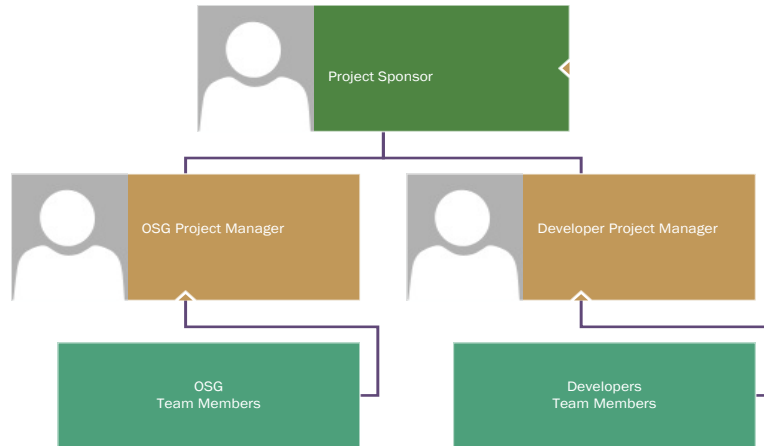 Project Sponsor
OSG Project Manager
Developer Project Manager
OSG
Team Members
Developers
Team Members